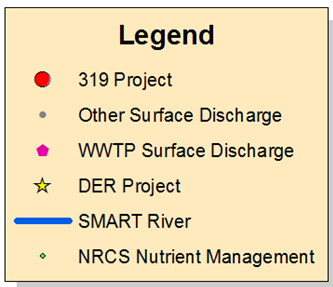 Legend
319 Project
Other Surface Discharge
WWTP Surface Discharge
DER Project
SMART River
NRCS Nutrient Management